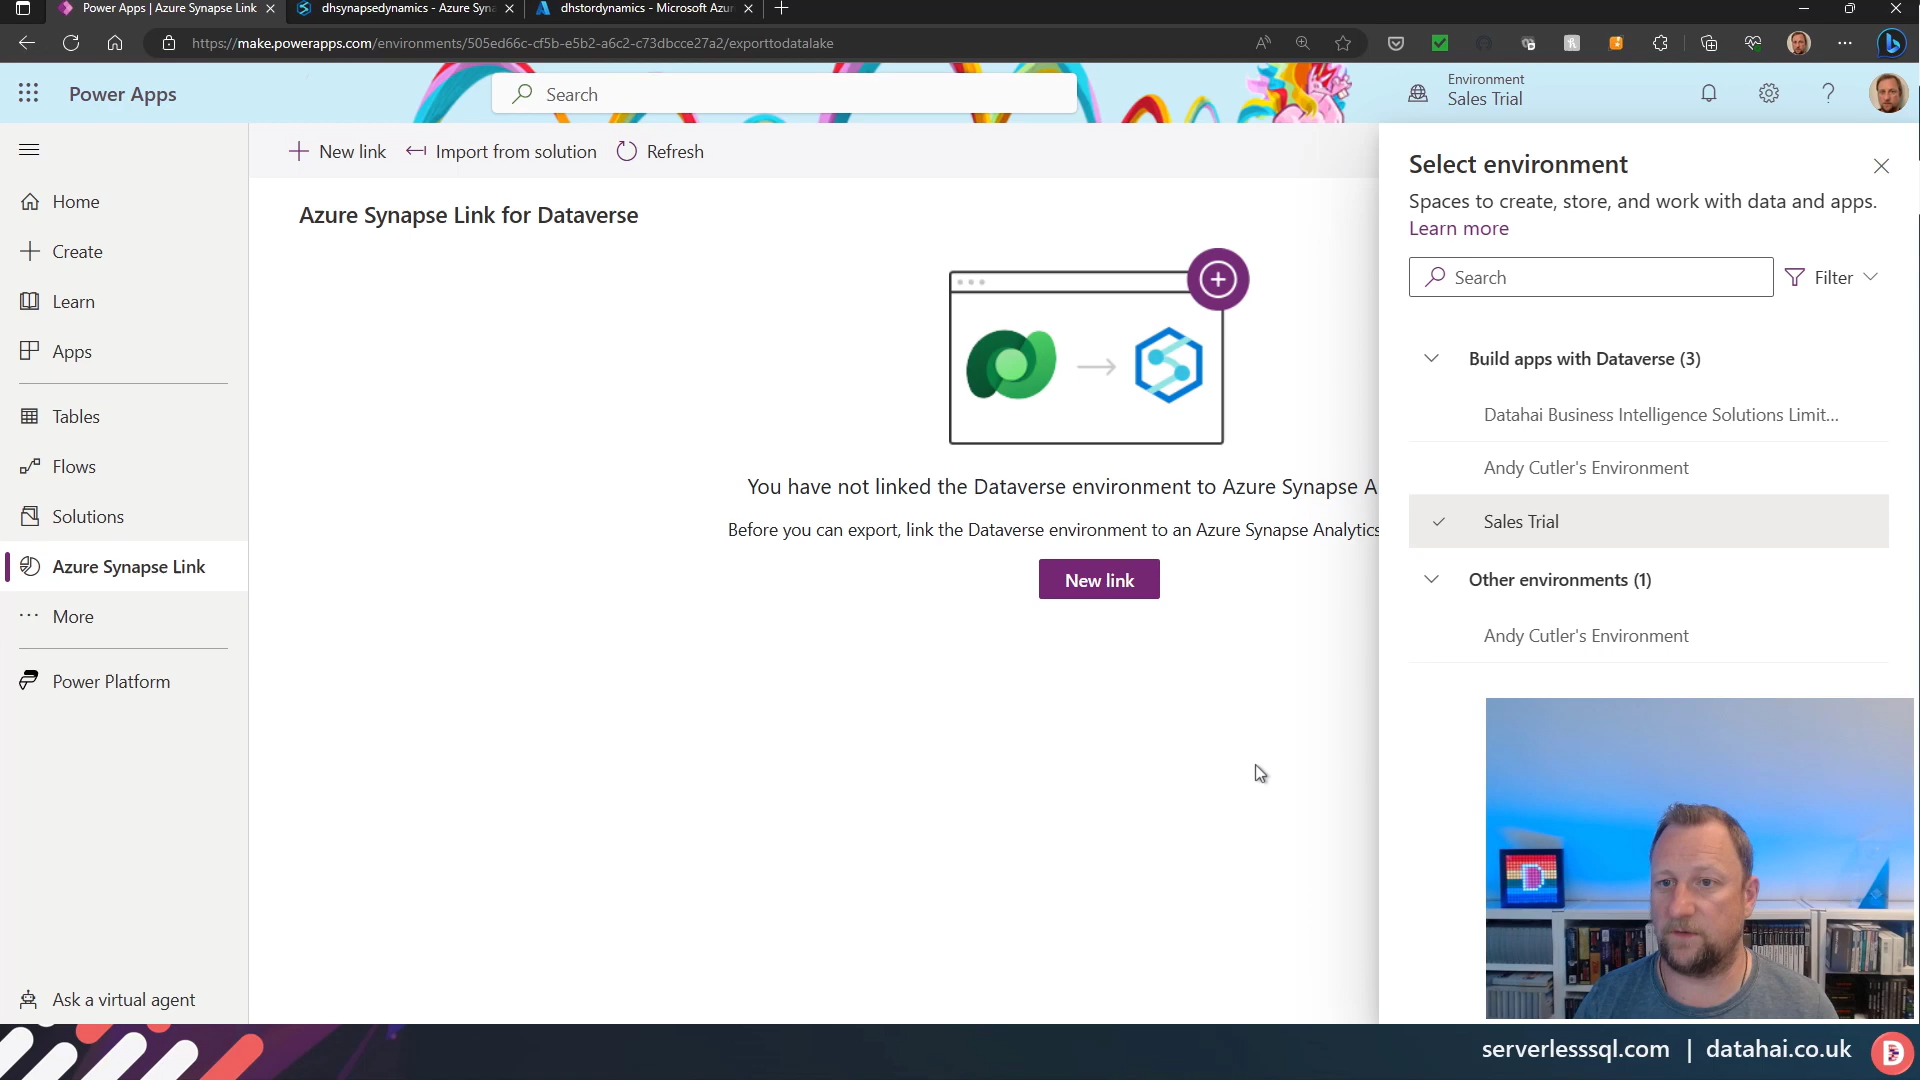 Power Apps | Azure Synapse Link
dhsynapsedynamics - Azure Syn
dhstordynamics - Microsoft Azur
https://make.powerapps.com/environments/505ed66c-cf5b-e5b2-a6c2-c73dbcce27a2/exporttodatalake
Power Apps
Search
Environment
Sales Trial
Home
Create
Learn
Apps
Tables
Flows
Solutions
Azure Synapse Link
More
Power Platform
Ask a virtual agent
New link
Import from solution
Refresh
Azure Synapse Link for Dataverse
You have not linked the Dataverse environment to Azure Synapse A
Before you can export, link the Dataverse environment to an Azure Synapse Analytics
New link
Select environment
Spaces to create, store, and work with data and apps.
Learn more
Search
Filter
Build apps with Dataverse (3)
Datahai Business Intelligence Solutions Limit...
Andy Cutler's Environment
Sales Trial
Other environments (1)
Andy Cutler's Environment
serverlesssql.com | datahai.co.uk
D